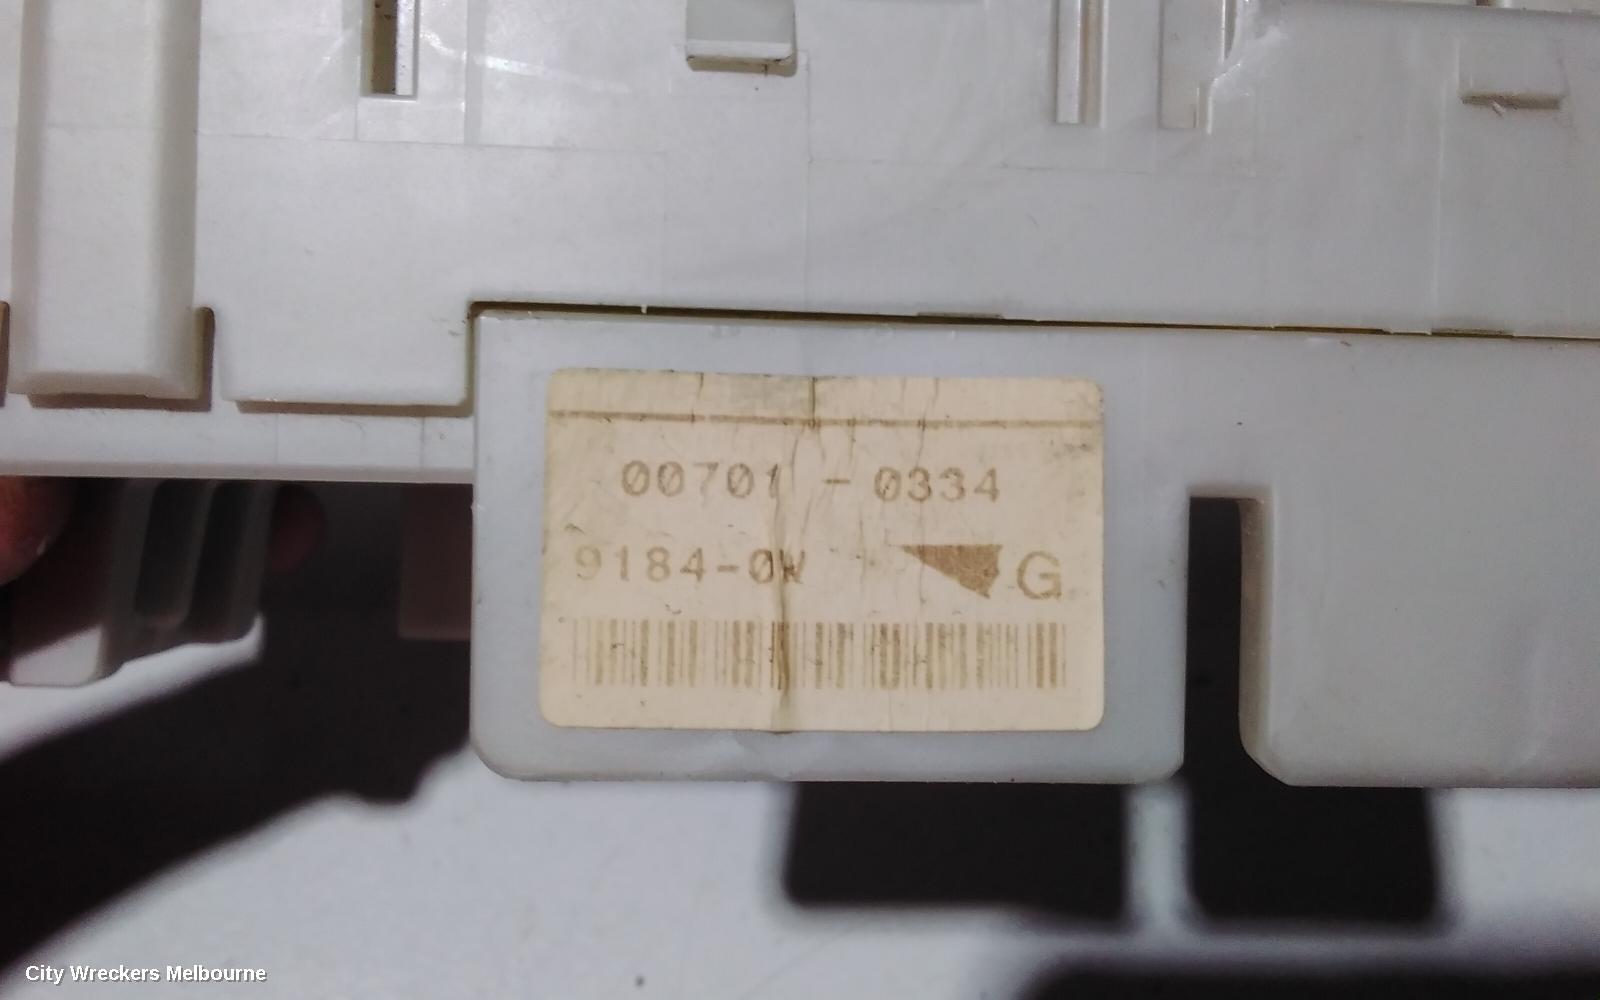 00701 - 0334
9184-0W G
City Wreckers Melbourne